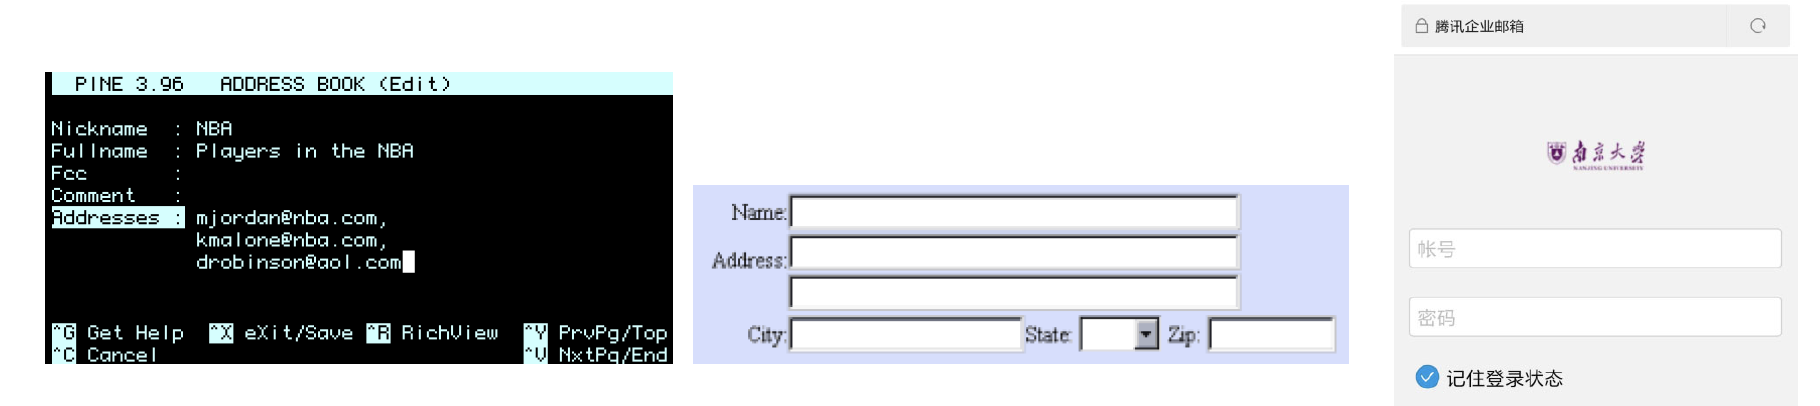 PINE 3.96 ADDRESS BOOK (Edit)
Nickname : NBA
Fullname : Players in the NBA
Fcc :
Comment :
Addresses : mjordan@nba.com,
kmalone@nba.com,
drobinson@aol.com
^G Get Help ^X eXit/Save ^R RichView ^Y PrvPg/Top
^C Cancel ^V NxtPg/End
Name:
Address:
City: State: Zip:
腾讯企业邮箱
南京大学
NANJING UNIVERSITY
帐号
密码
记住登录状态